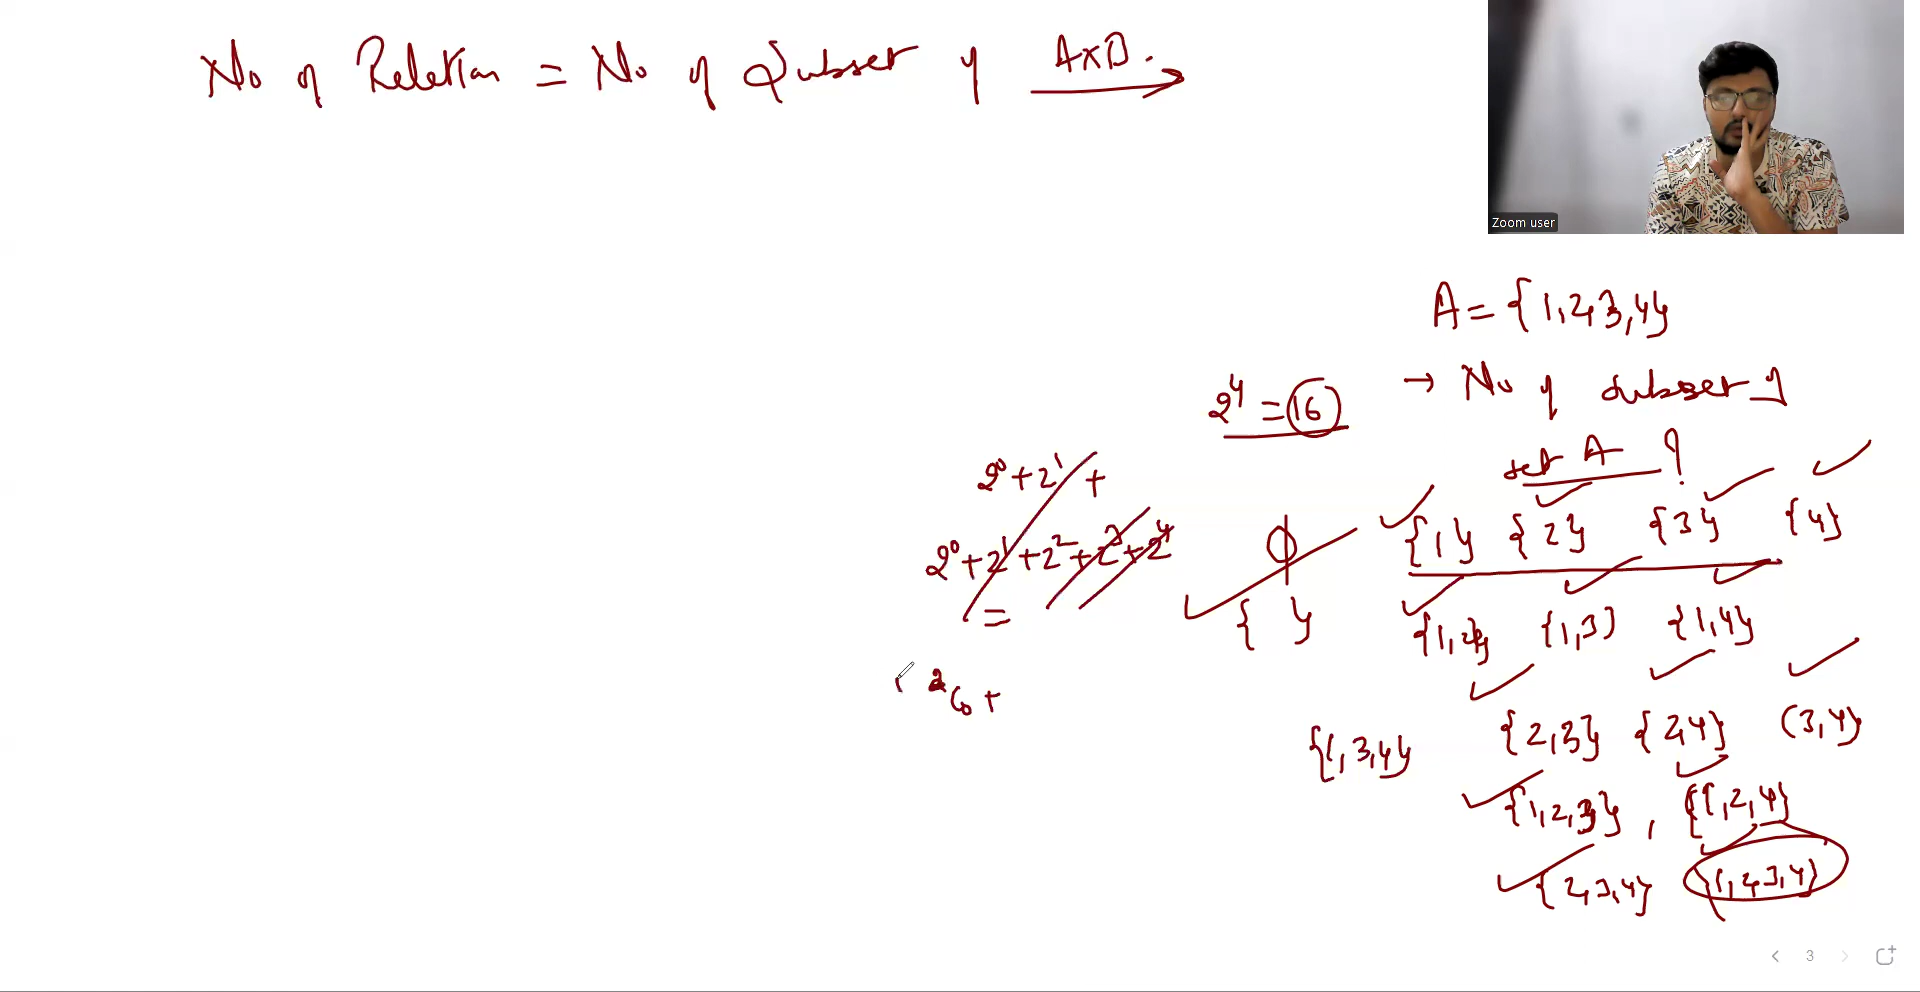 No of Relation = No of Subset of A×B.
Zoom user
A = {1,2,3,4}
2⁴ = 16
→ No of subset of
set A ?
2⁰ + 2¹ +
2⁰ + 2¹ + 2² + 2³ + 2⁴
=
ϕ
{ }
{1} {2} {3} {4}
{1,2} {1,3} {1,4}
{2,3} {2,4} (3,4}
{1,3,4}
{1,2,3} , {1,2,4}
{2,3,4} {1,2,3,4}
C₀ +
3